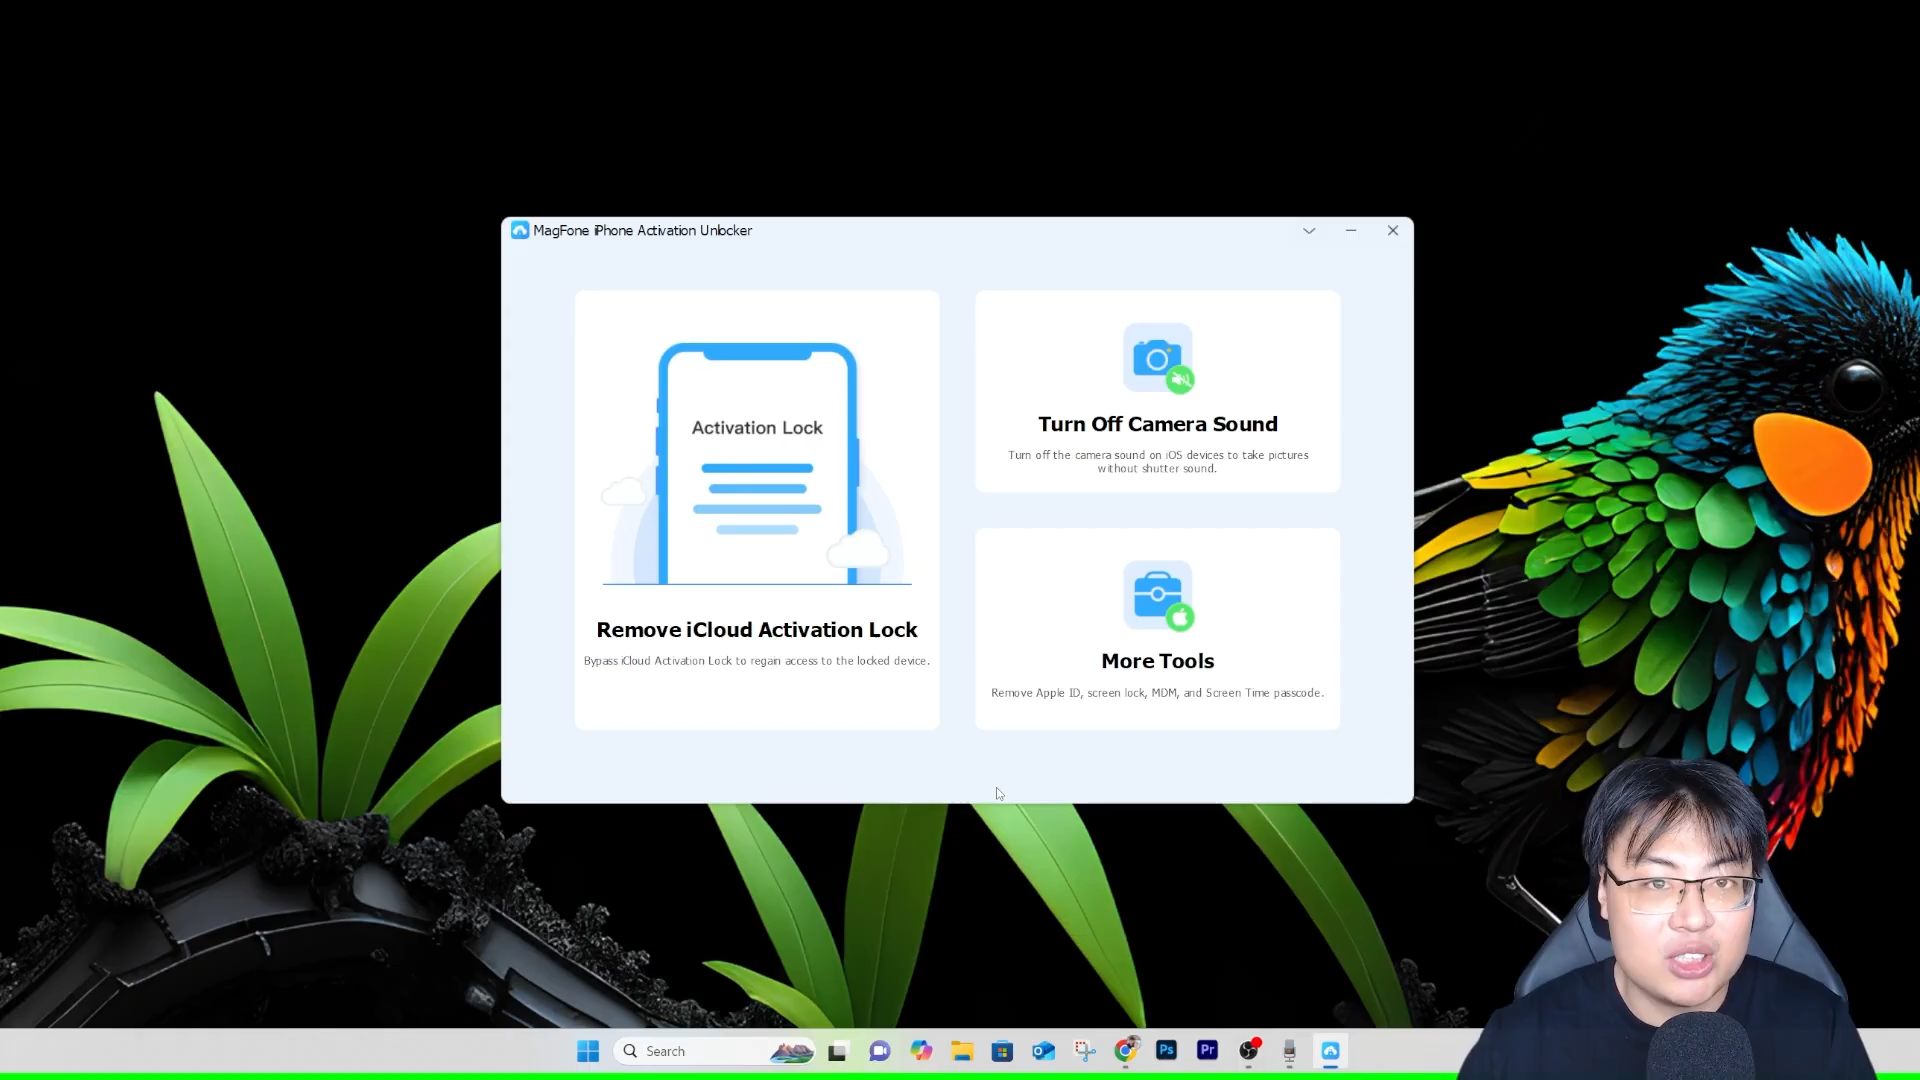 MagFone iPhone Activation Unlocker
Activation Lock
Remove iCloud Activation Lock
Bypass iCloud Activation Lock to regain access to the locked device.
Turn Off Camera Sound
Turn off the camera sound on iOS devices to take pictures
without shutter sound.
More Tools
Remove Apple ID, screen lock, MDM, and Screen Time passcode.
Search
Ps
Pr